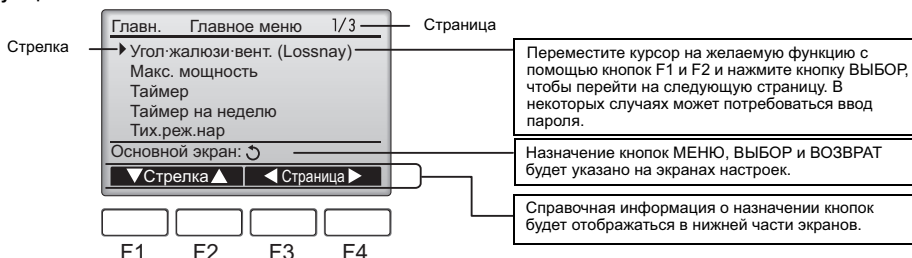 Главн. Главное меню 1/3
Страница
Стрелка
Угол·жалюзи·вент. (Lossnay)
Макс. мощность
Таймер
Таймер на неделю
Тих.реж.нар
Основной экран:
▼Стрелка▲ ◀Страница▶
F1 F2 F3 F4
Переместите курсор на желаемую функцию с
помощью кнопок F1 и F2 и нажмите кнопку ВЫБОР,
чтобы перейти на следующую страницу. В
некоторых случаях может потребоваться ввод
пароля.
Назначение кнопок МЕНЮ, ВЫБОР и ВОЗВРАТ
будет указано на экранах настроек.
Справочная информация о назначении кнопок
будет отображаться в нижней части экранов.